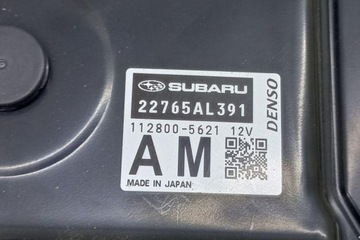 SUBARU
22765AL391
DENSO
112800-5621 12V
AM
MADE IN JAPAN